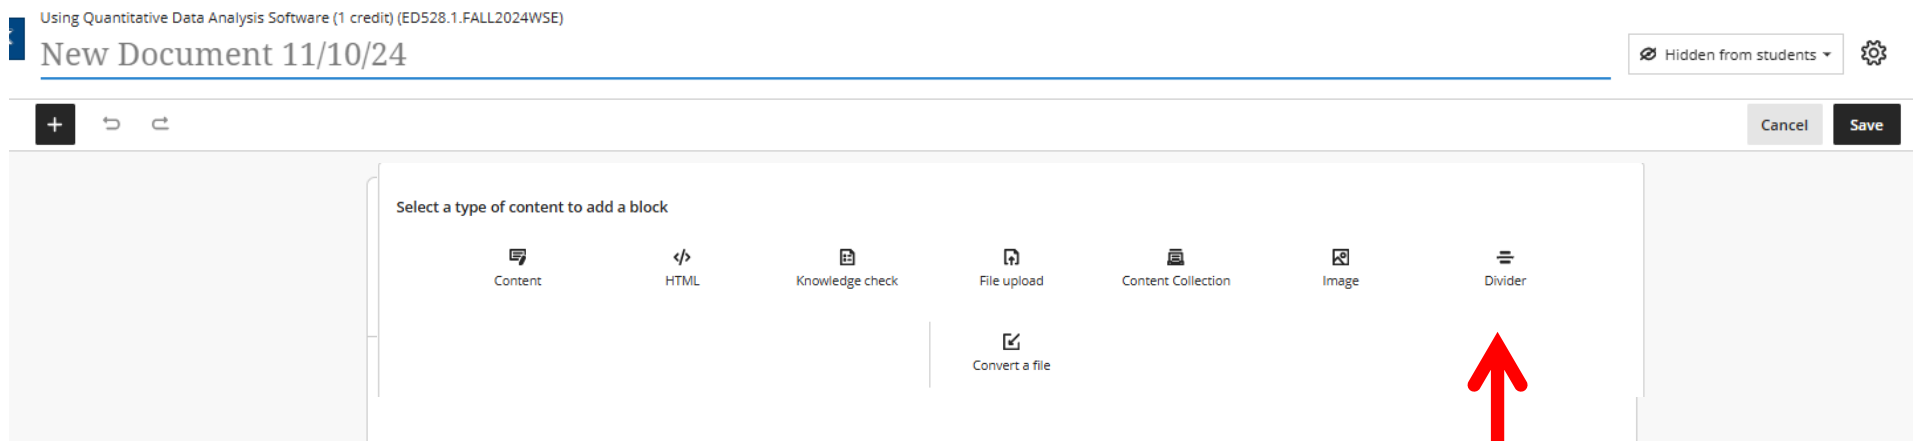 Using Quantitative Data Analysis Software (1 credit) (ED528.1.FALL2024WSE)
New Document 11/10/24
Hidden from students
Cancel
Save
Select a type of content to add a block
Content
HTML
Knowledge check
File upload
Content Collection
Image
Divider
Convert a file